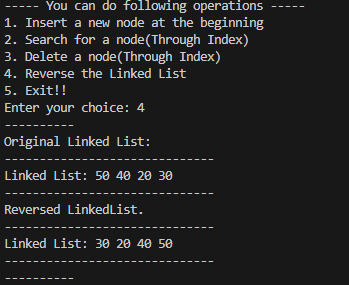 ----- You can do following operations -----
1. Insert a new node at the beginning
2. Search for a node(Through Index)
3. Delete a node(Through Index)
4. Reverse the Linked List
5. Exit!!
Enter your choice: 4
----------
Original Linked List:
------------------------------
Linked List: 50 40 20 30
------------------------------
Reversed LinkedList.
------------------------------
Linked List: 30 20 40 50
------------------------------
----------